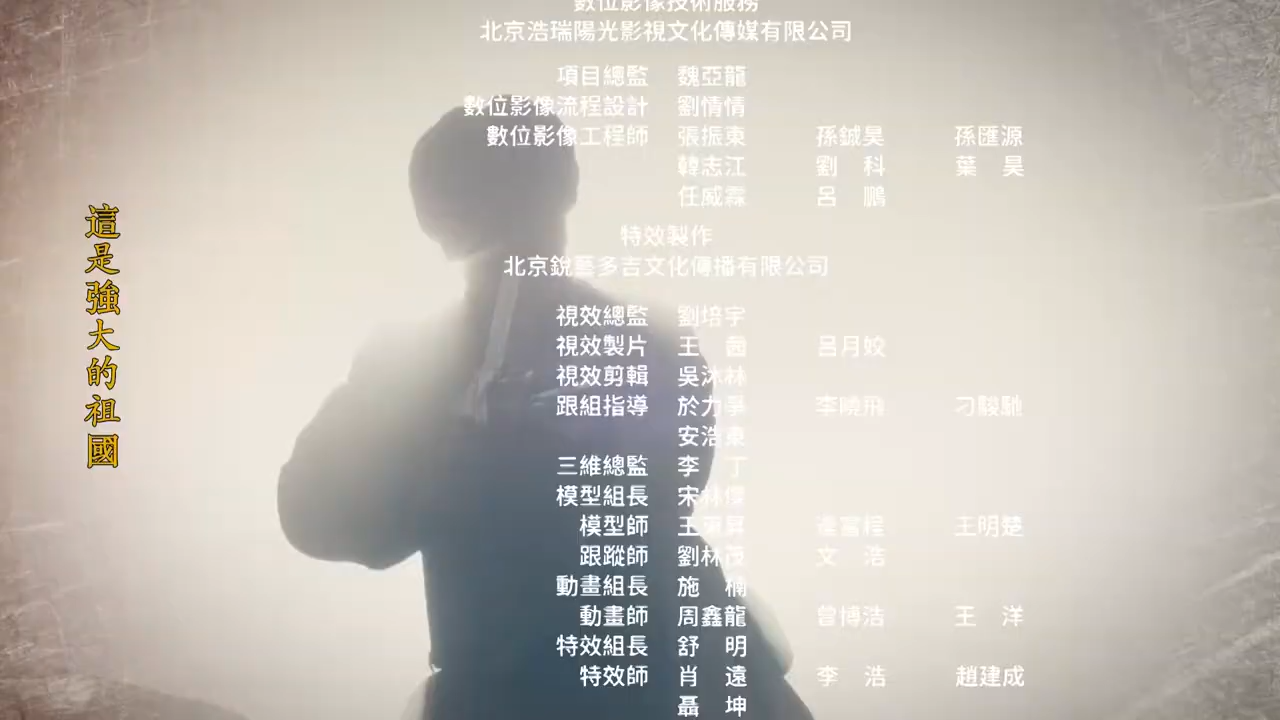 數位影像技術服務
北京浩瑞陽光影視文化傳媒有限公司
項目總監 魏亞龍
數位影像流程設計 劉情情
數位影像工程師 張振東 孫鋮昊 孫匯源
韓志江 劉 科 葉 昊
任威霖 呂 鵬
特效製作
北京銳藝多吉文化傳播有限公司
視效總監 劉培宇
視效製片 王 茜 呂月姣
視效剪輯 吳沐林
跟組指導 於力爭 李曉飛 刁駿馳
安浩東
三維總監 李 丁
模型組長 宋林傑
模型師 王 昇 富程 王明楚
跟蹤師 劉林茂 文 浩
動畫組長 施 楠
動畫師 周鑫龍 曾博浩 王 洋
特效組長 舒 明
特效師 肖 遠 李 浩 趙建成
聶 坤
這是強大的祖國